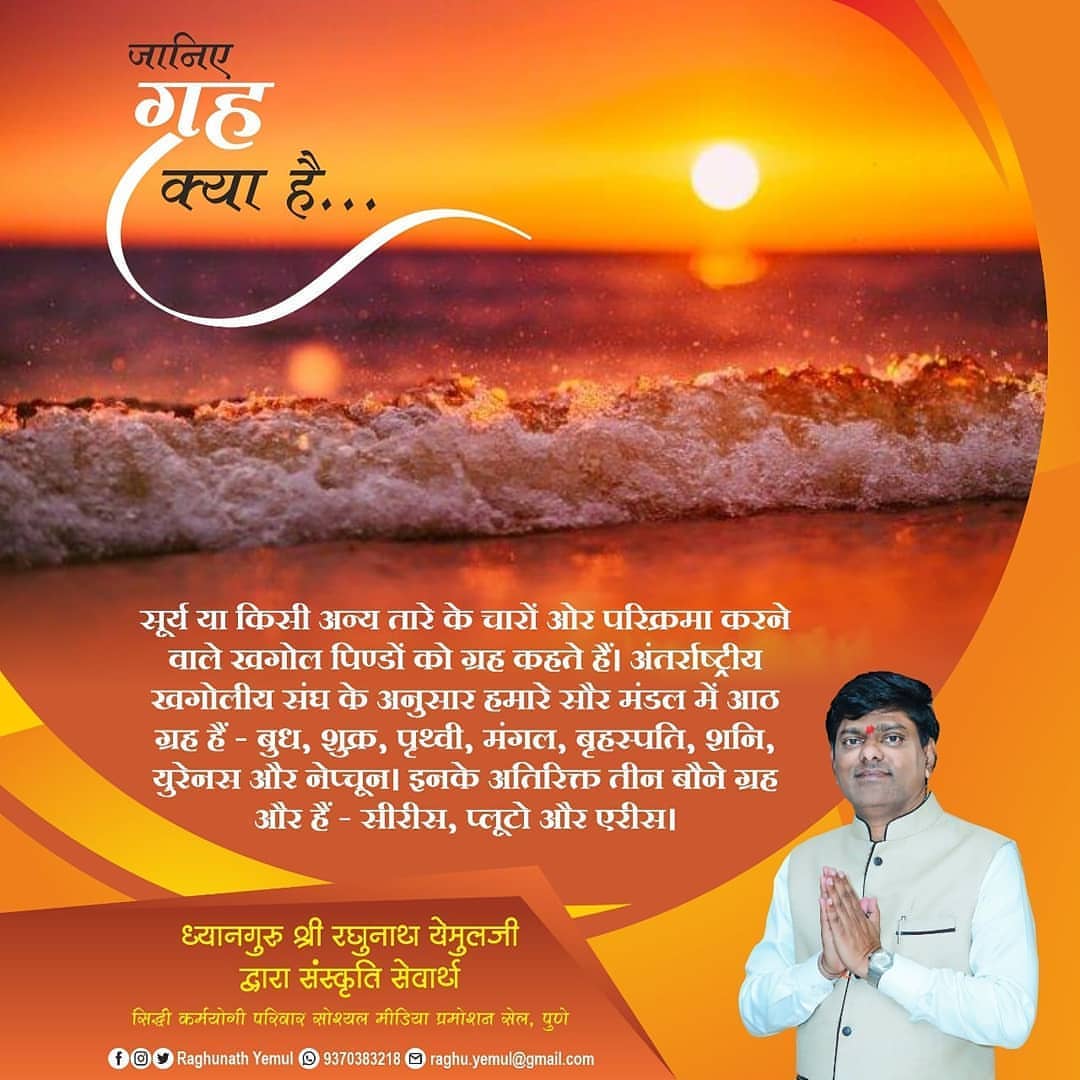 जानिए
ग्रह
क्या है...
सूर्य या किसी अन्य तारे के चारों ओर परिक्रमा करने
वाले खगोल पिण्डों को ग्रह कहते हैं। अंतर्राष्ट्रीय
खगोलीय संघ के अनुसार हमारे सौर मंडल में आठ
ग्रह हैं - बुध, शुक्र, पृथ्वी, मंगल, बृहस्पति, शनि,
युरेनस और नेप्चून। इनके अतिरिक्त तीन बौने ग्रह
और हैं - सीरीस, प्लूटो और एरीस।
ध्यानगुरु श्री रघुनाथ येमुलजी
द्वारा संस्कृति सेवार्थ
सिद्धी कर्मयोगी परिवार सोश्यल मीडिया प्रमोशन सेल, पुणे
Raghunath Yemul 9370383218 raghu.yemul@gmail.com